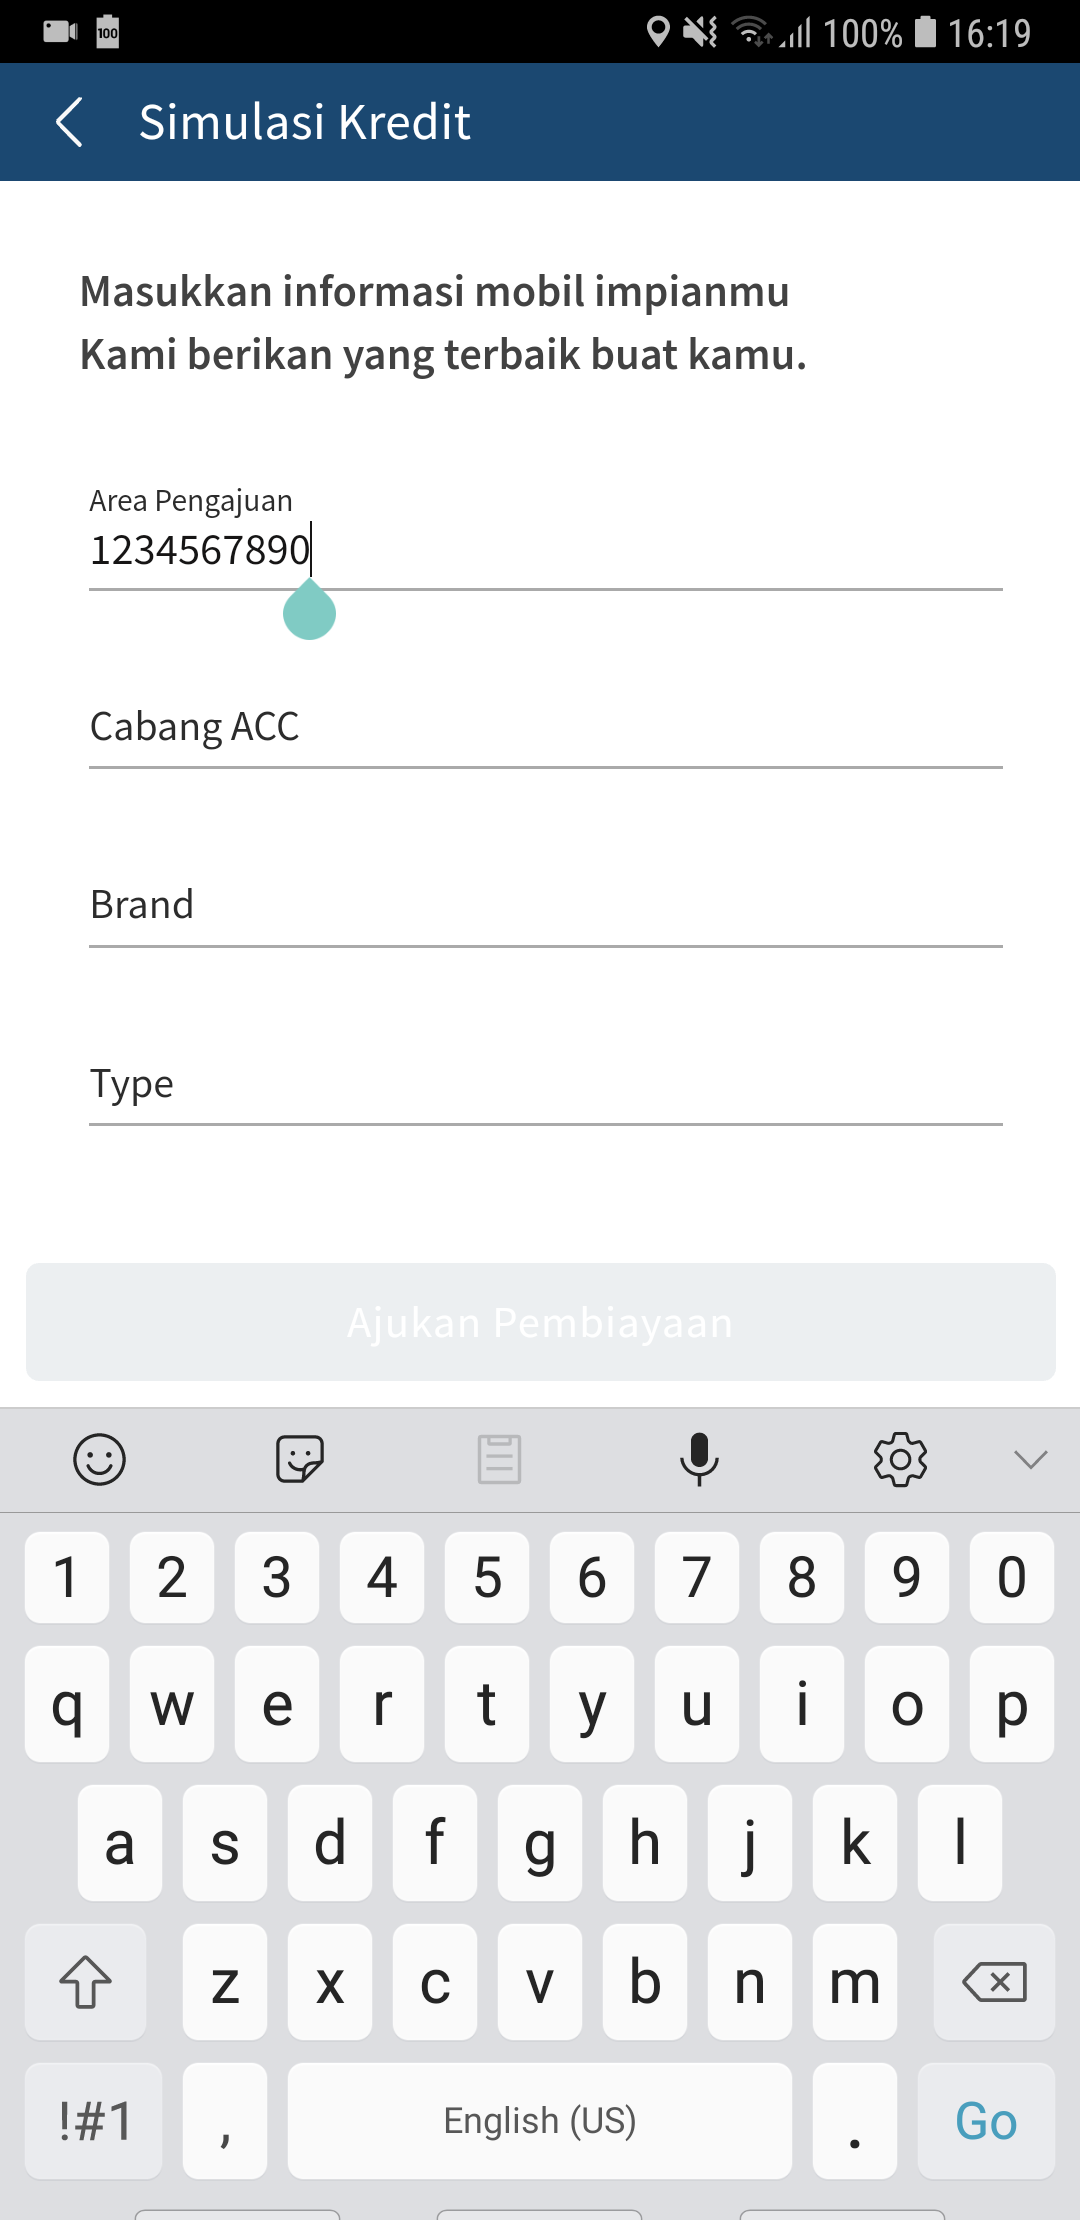 100 100% 16:19
Simulasi Kredit
Masukkan informasi mobil impianmu
Kami berikan yang terbaik buat kamu.
Area Pengajuan
1234567890
Cabang ACC
Brand
Type
Ajukan Pembiayaan
1 2 3 4 5 6 7 8 9 0
q w e r t y u i o p
a s d f g h j k l
z x c v b n m
!#1 , English (US) . Go